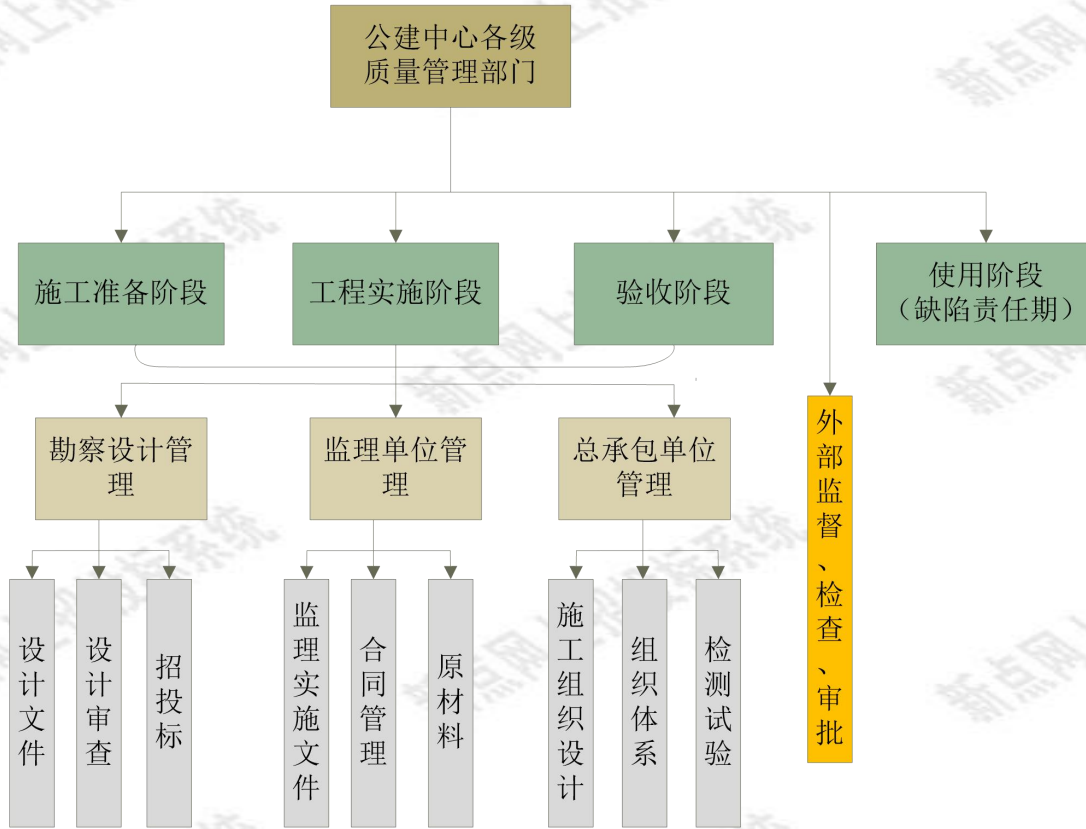 公建中心各级
质量管理部门
施工准备阶段
工程实施阶段
验收阶段
使用阶段
（缺陷责任期）
勘察设计管
理
监理单位管
理
总承包单位
管理
外部监督、检查、审批
设计文件
设计审查
招投标
监理实施文件
合同管理
原材料
施工组织设计
组织体系
检测试验